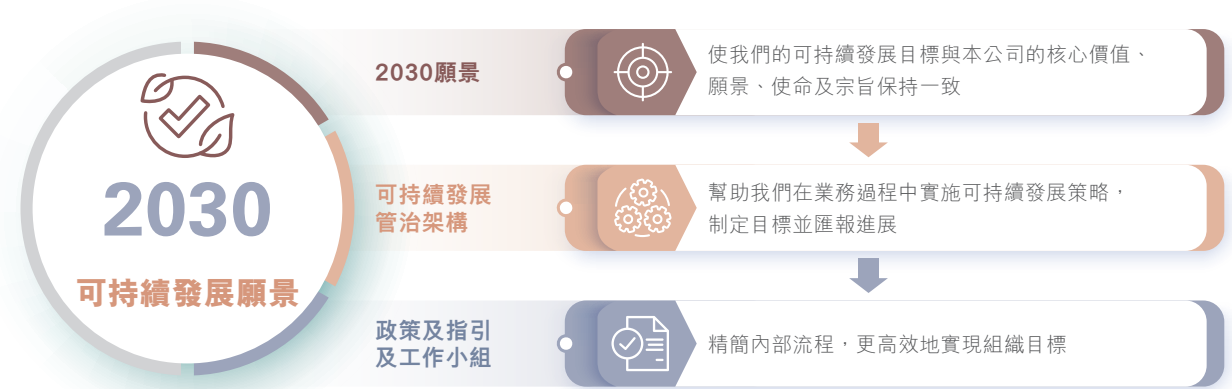 2030
可持續發展願景
2030願景
使我們的可持續發展目標與本公司的核心價值、
願景、使命及宗旨保持一致
可持續發展
管治架構
幫助我們在業務過程中實施可持續發展策略，
制定目標並匯報進展
政策及指引
及工作小組
精簡內部流程，更高效地實現組織目標